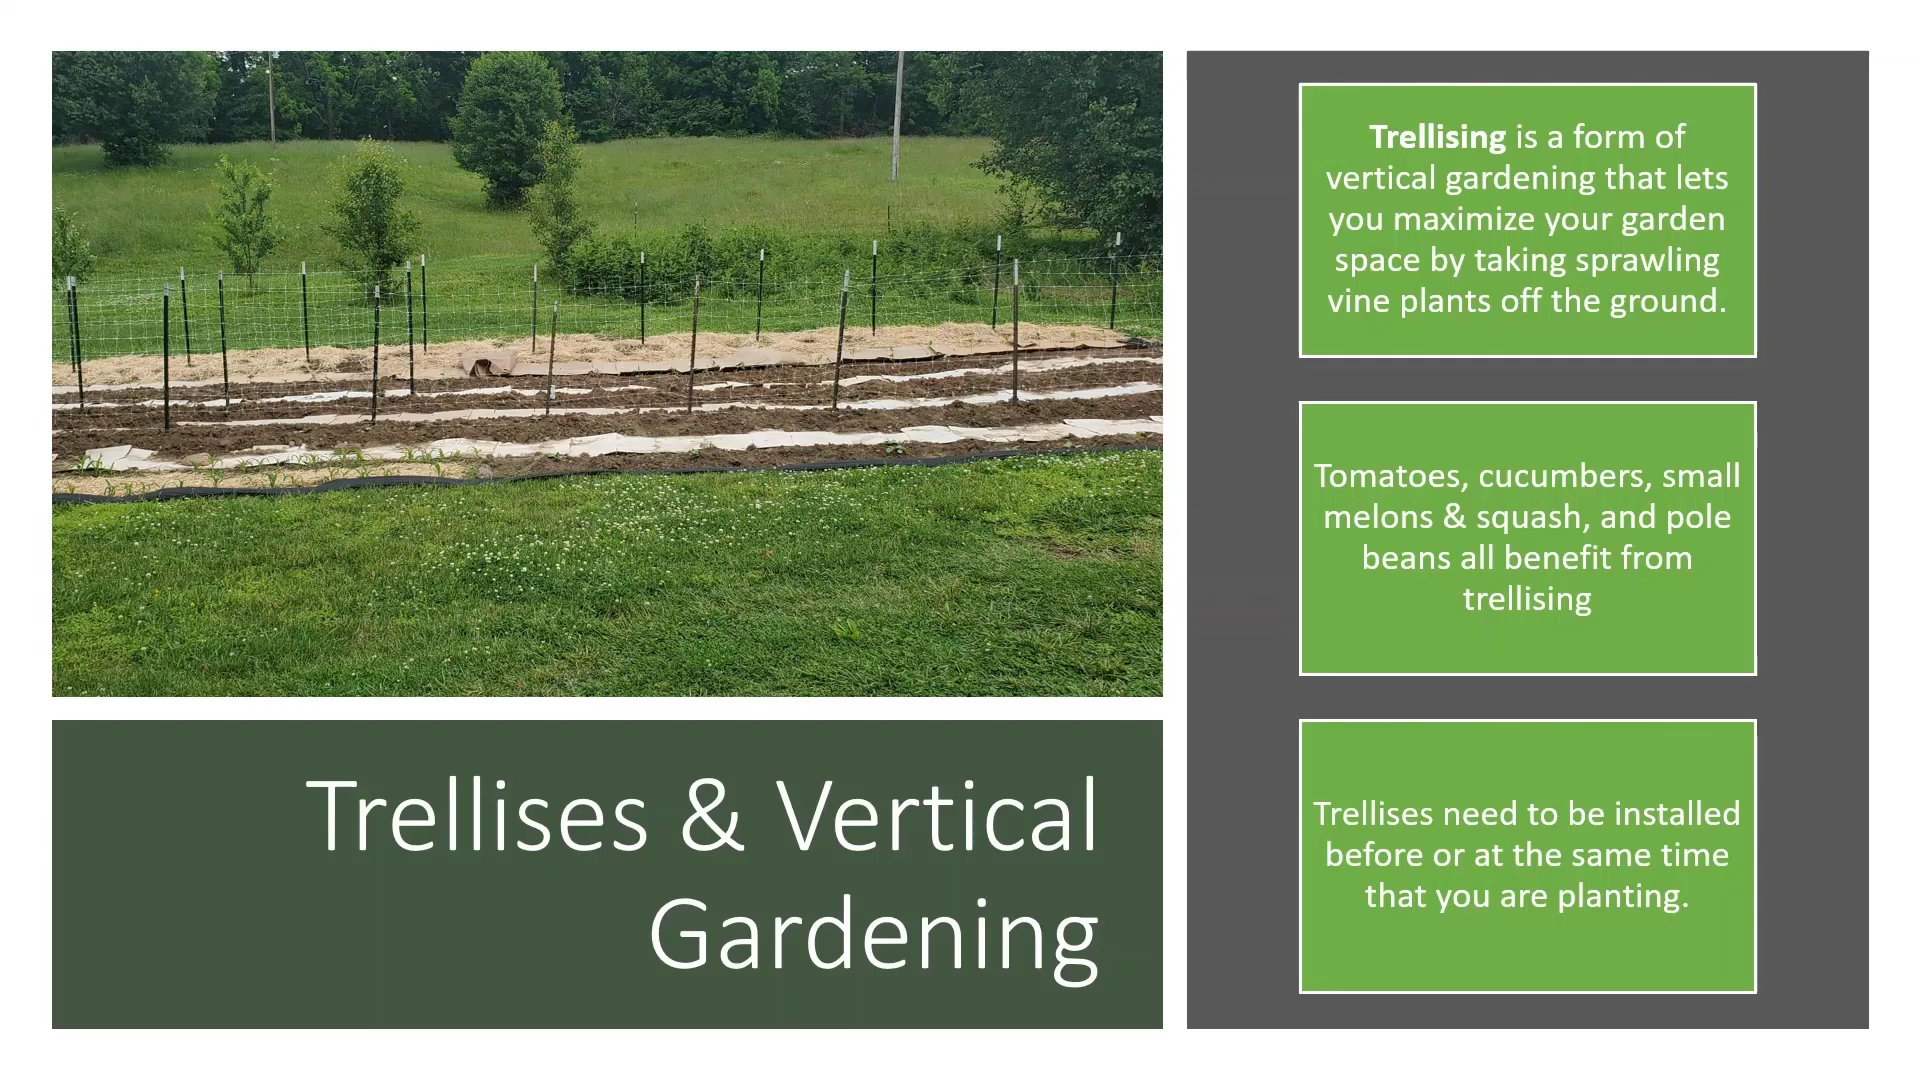 Trellises & Vertical
Gardening
Trellising is a form of
vertical gardening that lets
you maximize your garden
space by taking sprawling
vine plants off the ground.
Tomatoes, cucumbers, small
melons & squash, and pole
beans all benefit from
trellising
Trellises need to be installed
before or at the same time
that you are planting.